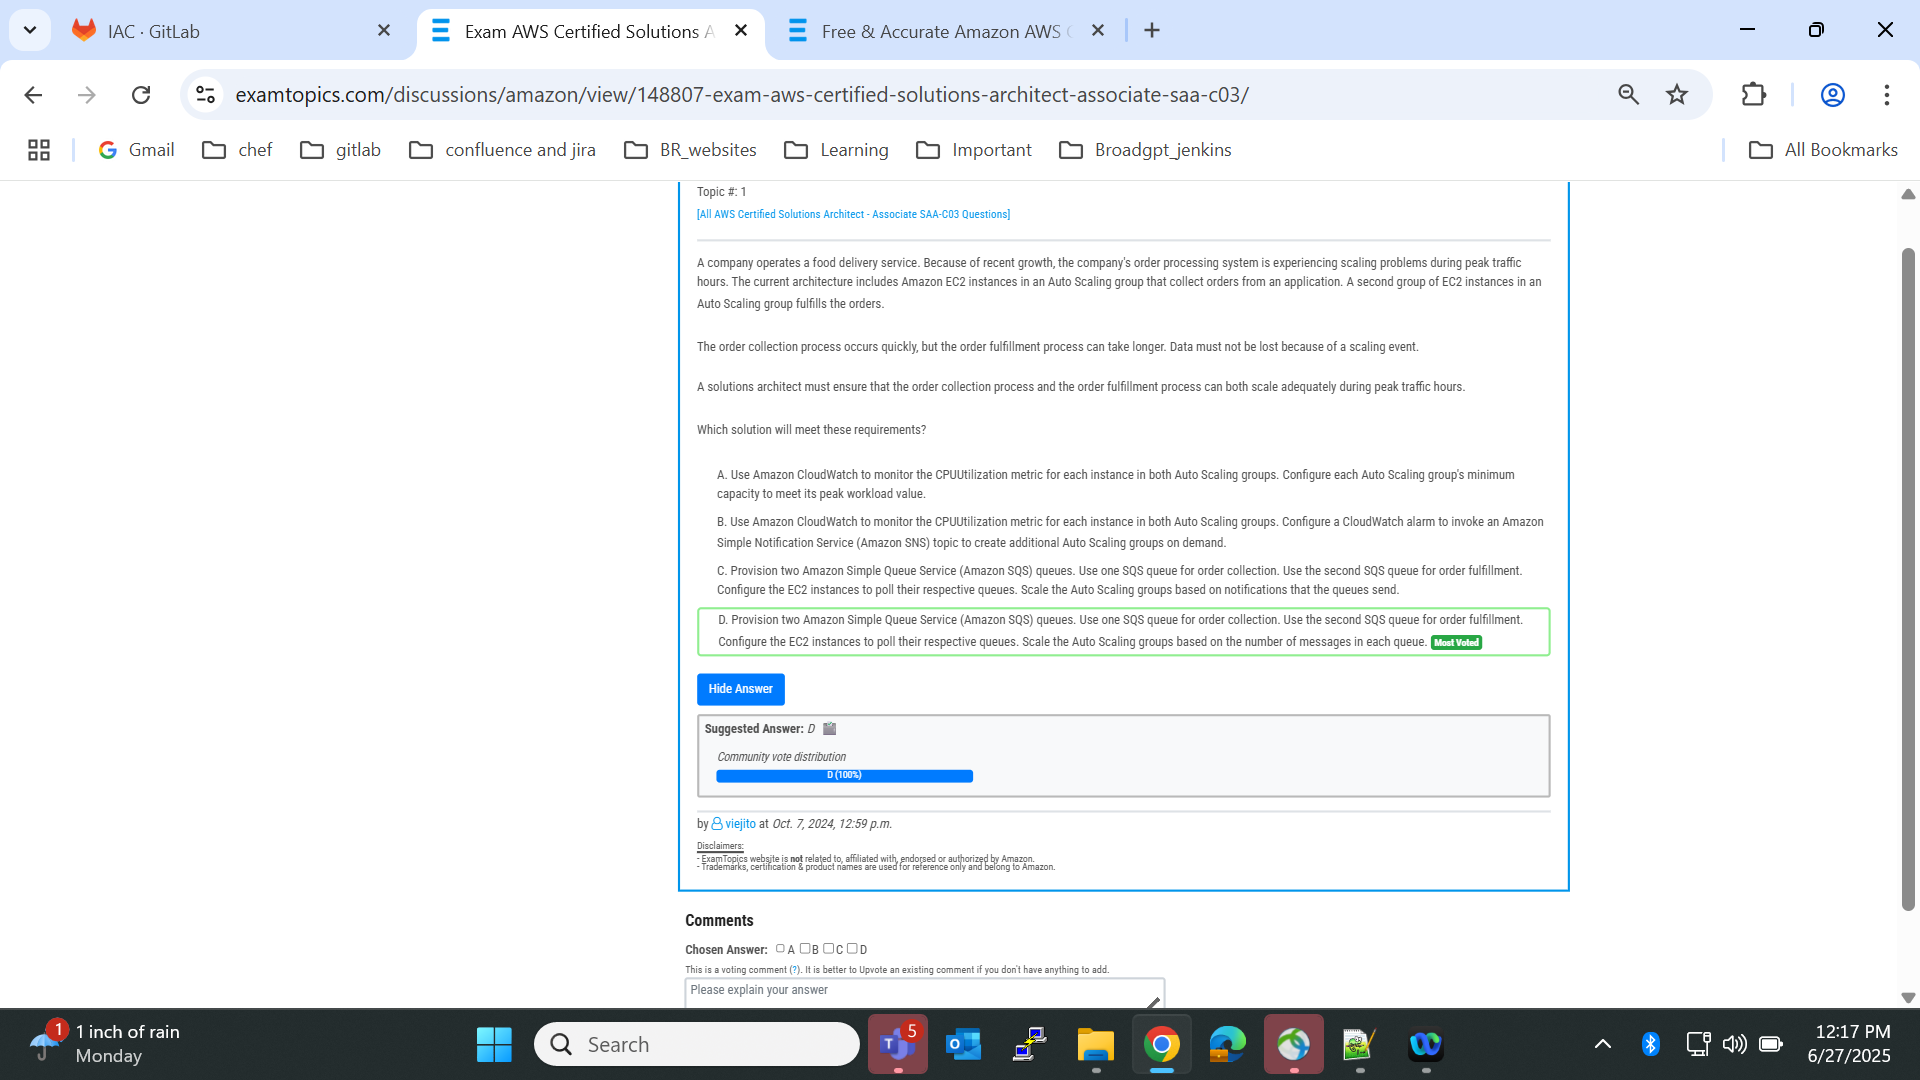 IAC · GitLab
Exam AWS Certified Solutions A
Free & Accurate Amazon AWS
examtopics.com/discussions/amazon/view/148807-exam-aws-certified-solutions-architect-associate-saa-c03/
Gmail
chef
gitlab
confluence and jira
BR_websites
Learning
Important
Broadgpt_jenkins
All Bookmarks
Topic #: 1
[All AWS Certified Solutions Architect - Associate SAA-C03 Questions]
A company operates a food delivery service. Because of recent growth, the company's order processing system is experiencing scaling problems during peak traffic
hours. The current architecture includes Amazon EC2 instances in an Auto Scaling group that collect orders from an application. A second group of EC2 instances in an
Auto Scaling group fulfills the orders.
The order collection process occurs quickly, but the order fulfillment process can take longer. Data must not be lost because of a scaling event.
A solutions architect must ensure that the order collection process and the order fulfillment process can both scale adequately during peak traffic hours.
Which solution will meet these requirements?
A. Use Amazon CloudWatch to monitor the CPUUtilization metric for each instance in both Auto Scaling groups. Configure each Auto Scaling group's minimum
capacity to meet its peak workload value.
B. Use Amazon CloudWatch to monitor the CPUUtilization metric for each instance in both Auto Scaling groups. Configure a CloudWatch alarm to invoke an Amazon
Simple Notification Service (Amazon SNS) topic to create additional Auto Scaling groups on demand.
C. Provision two Amazon Simple Queue Service (Amazon SQS) queues. Use one SQS queue for order collection. Use the second SQS queue for order fulfillment.
Configure the EC2 instances to poll their respective queues. Scale the Auto Scaling groups based on notifications that the queues send.
D. Provision two Amazon Simple Queue Service (Amazon SQS) queues. Use one SQS queue for order collection. Use the second SQS queue for order fulfillment.
Configure the EC2 instances to poll their respective queues. Scale the Auto Scaling groups based on the number of messages in each queue. Most Voted
Hide Answer
Suggested Answer: D
Community vote distribution
D (100%)
by viejito at Oct. 7, 2024, 12:59 p.m.
Disclaimers:
- ExamTopics website is not related to, affiliated with, endorsed or authorized by Amazon.
- Trademarks, certification & product names are used for reference only and belong to Amazon.
Comments
Chosen Answer: A B C D
This is a voting comment (?). It is better to Upvote an existing comment if you don't have anything to add.
Please explain your answer
1
1 inch of rain
Monday
Search
5
12:17 PM
6/27/2025